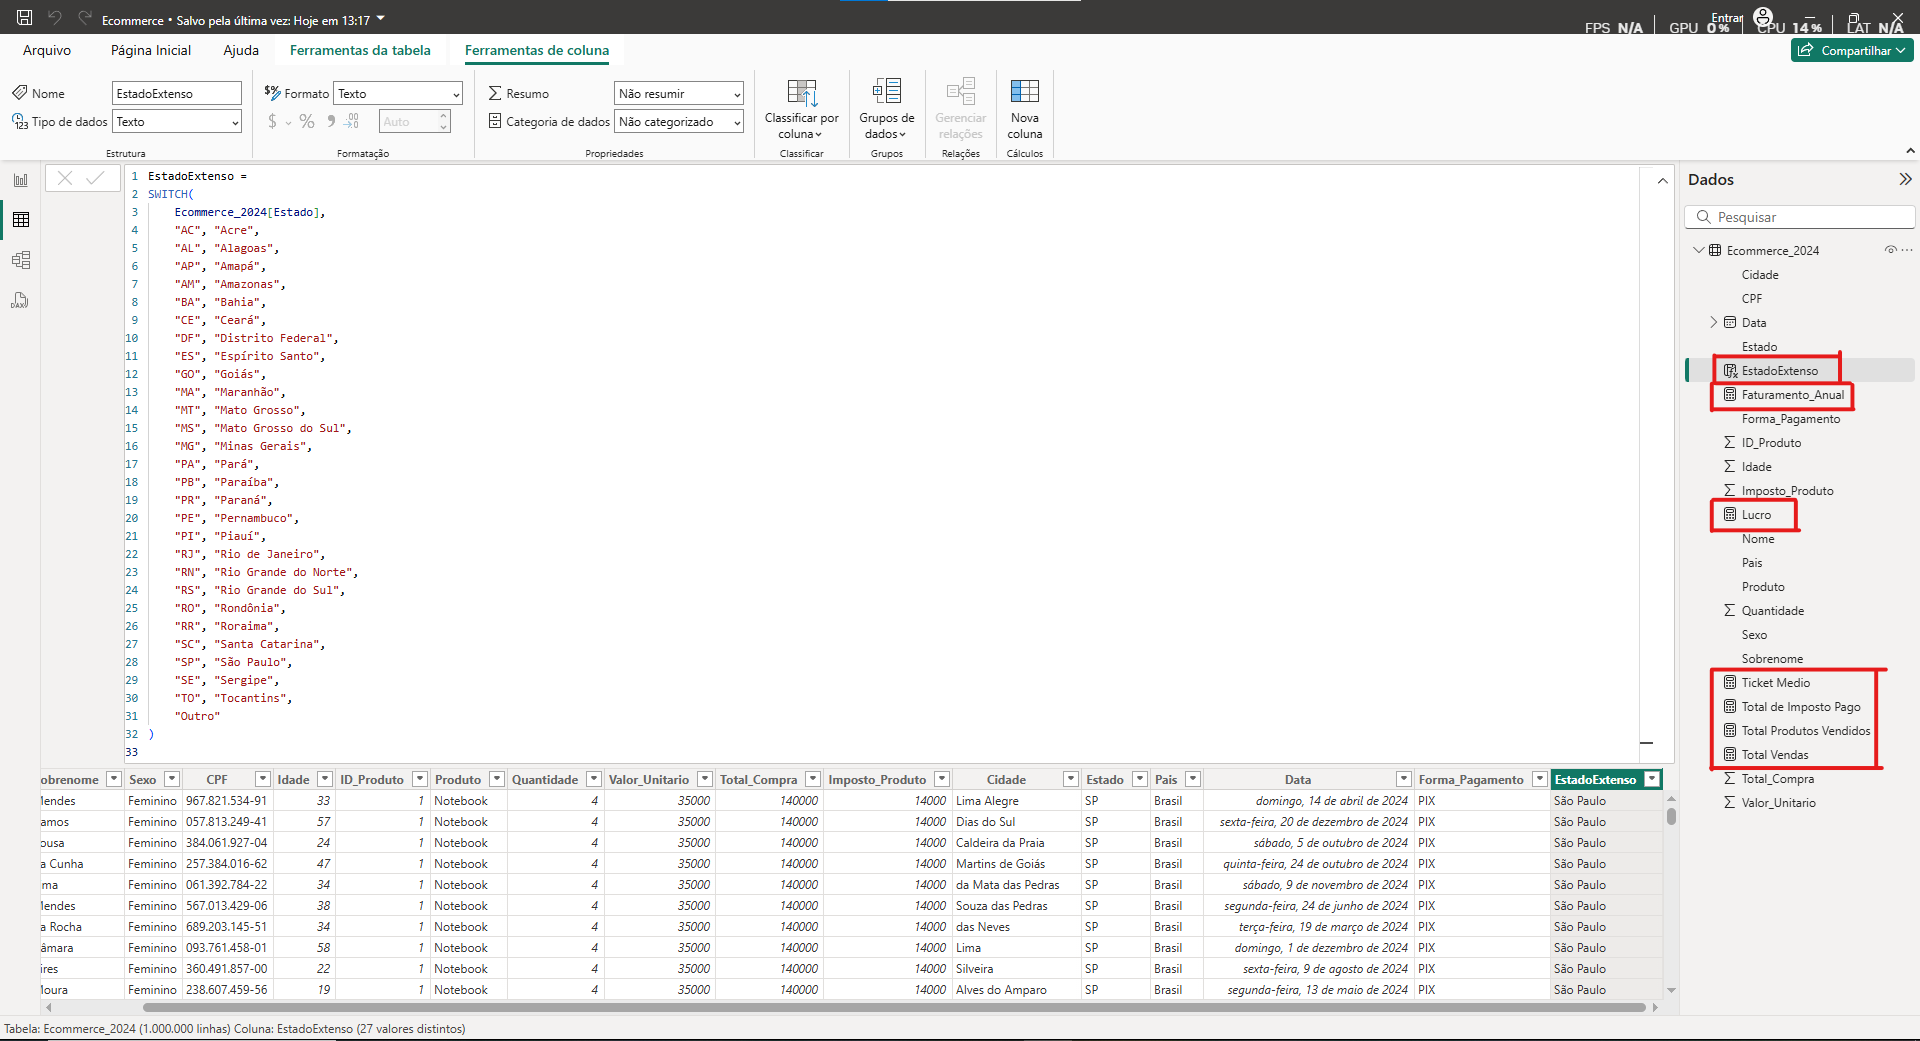 Ecommerce • Salvo pela última vez: Hoje em 13:17
Entrar
FPS N/A GPU 0% CPU 14% LAT N/A
Arquivo Página Inicial Ajuda Ferramentas da tabela Ferramentas de coluna
Compartilhar
Nome EstadoExtenso
Tipo de dados Texto
Estrutura
Formato Texto
$ % Auto
Formatação
Resumo Não resumir
Categoria de dados Não categorizado
Propriedades
Classificar por coluna
Classificar
Grupos de dados
Grupos
Gerenciar relações
Relações
Nova coluna
Cálculos
1 EstadoExtenso =
2 SWITCH(
3 Ecommerce_2024[Estado],
4 "AC", "Acre",
5 "AL", "Alagoas",
6 "AP", "Amapá",
7 "AM", "Amazonas",
8 "BA", "Bahia",
9 "CE", "Ceará",
10 "DF", "Distrito Federal",
11 "ES", "Espírito Santo",
12 "GO", "Goiás",
13 "MA", "Maranhão",
14 "MT", "Mato Grosso",
15 "MS", "Mato Grosso do Sul",
16 "MG", "Minas Gerais",
17 "PA", "Pará",
18 "PB", "Paraíba",
19 "PR", "Paraná",
20 "PE", "Pernambuco",
21 "PI", "Piauí",
22 "RJ", "Rio de Janeiro",
23 "RN", "Rio Grande do Norte",
24 "RS", "Rio Grande do Sul",
25 "RO", "Rondônia",
26 "RR", "Roraima",
27 "SC", "Santa Catarina",
28 "SP", "São Paulo",
29 "SE", "Sergipe",
30 "TO", "Tocantins",
31 "Outro"
32 )
33
obrenome Sexo CPF Idade ID_Produto Produto Quantidade Valor_Unitario Total_Compra Imposto_Produto Cidade Estado Pais Data Forma_Pagamento EstadoExtenso
Mendes Feminino 967.821.534-91 33 1 Notebook 4 35000 140000 14000 Lima Alegre SP Brasil domingo, 14 de abril de 2024 PIX São Paulo
amos Feminino 057.813.249-41 57 1 Notebook 4 35000 140000 14000 Dias do Sul SP Brasil sexta-feira, 20 de dezembro de 2024 PIX São Paulo
ousa Feminino 384.061.927-04 24 1 Notebook 4 35000 140000 14000 Caldeira da Praia SP Brasil sábado, 5 de outubro de 2024 PIX São Paulo
a Cunha Feminino 257.384.016-62 47 1 Notebook 4 35000 140000 14000 Martins de Goiás SP Brasil quinta-feira, 24 de outubro de 2024 PIX São Paulo
ma Feminino 061.392.784-22 34 1 Notebook 4 35000 140000 14000 da Mata das Pedras SP Brasil sábado, 9 de novembro de 2024 PIX São Paulo
Mendes Feminino 567.013.429-06 38 1 Notebook 4 35000 140000 14000 Souza das Pedras SP Brasil segunda-feira, 24 de junho de 2024 PIX São Paulo
a Rocha Feminino 689.203.145-51 34 1 Notebook 4 35000 140000 14000 das Neves SP Brasil terça-feira, 19 de março de 2024 PIX São Paulo
âmara Feminino 093.761.458-01 58 1 Notebook 4 35000 140000 14000 Lima SP Brasil domingo, 1 de dezembro de 2024 PIX São Paulo
ires Feminino 360.491.857-00 22 1 Notebook 4 35000 140000 14000 Silveira SP Brasil sexta-feira, 9 de agosto de 2024 PIX São Paulo
Moura Feminino 238.607.459-56 19 1 Notebook 4 35000 140000 14000 Alves do Amparo SP Brasil segunda-feira, 13 de maio de 2024 PIX São Paulo
Tabela: Ecommerce_2024 (1.000.000 linhas) Coluna: EstadoExtenso (27 valores distintos)
Dados
Pesquisar
Ecommerce_2024
Cidade
CPF
Data
Estado
EstadoExtenso
Faturamento_Anual
Forma_Pagamento
ID_Produto
Idade
Imposto_Produto
Lucro
Nome
Pais
Produto
Quantidade
Sexo
Sobrenome
Ticket Medio
Total de Imposto Pago
Total Produtos Vendidos
Total Vendas
Total_Compra
Valor_Unitario